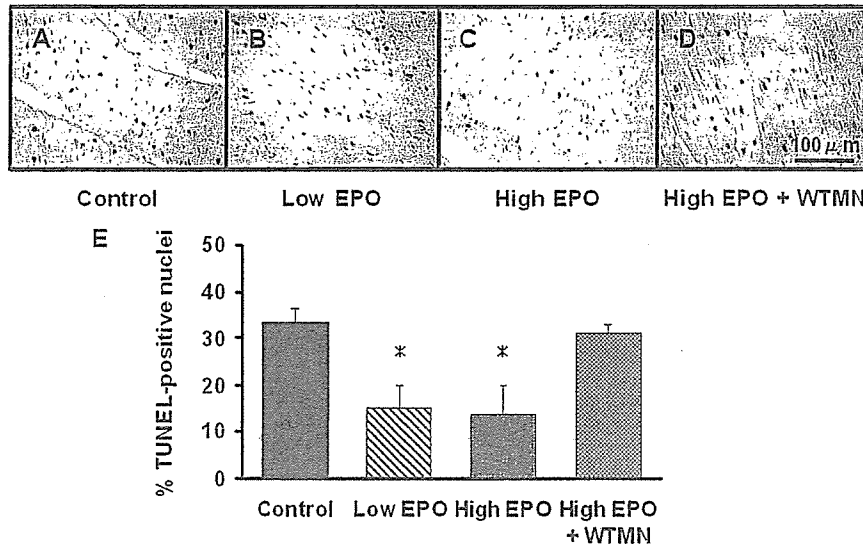 A B C D
100 μm
Control Low EPO High EPO High EPO + WTMN
E
% TUNEL-positive nuclei
50
40
30
20
10
0
* *
Control Low EPO High EPO High EPO
+ WTMN